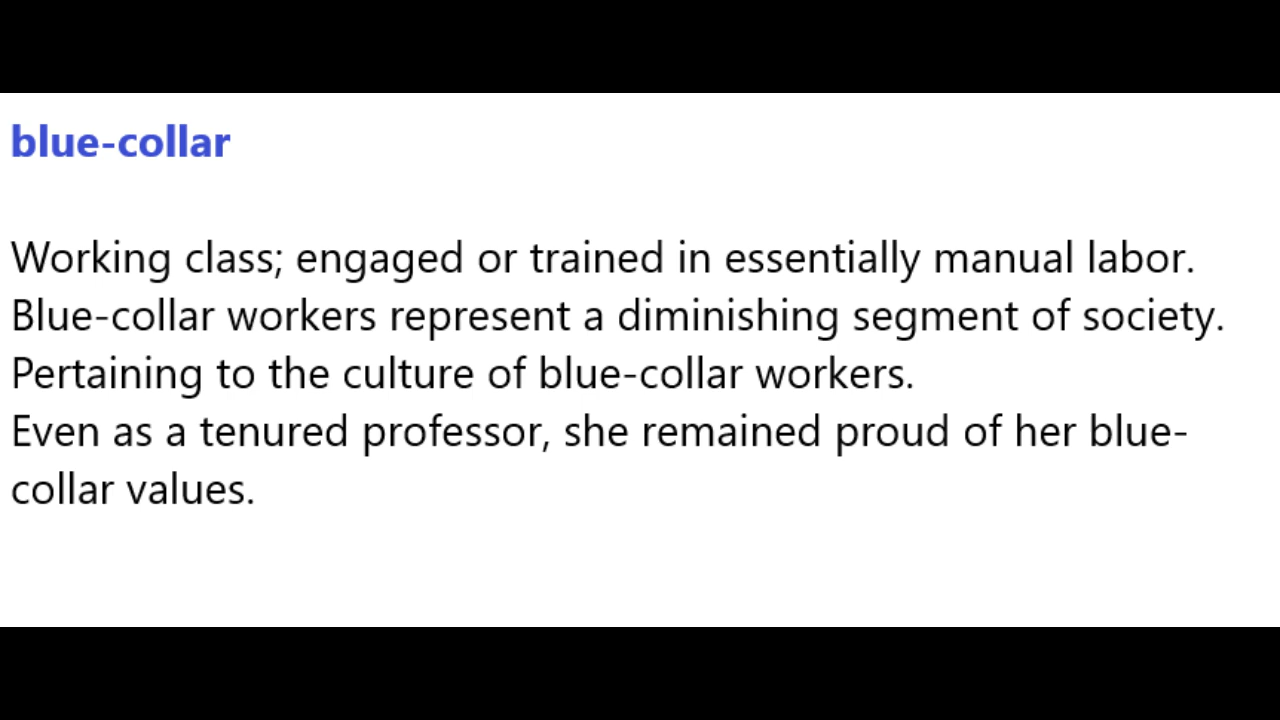 blue-collar
Working class; engaged or trained in essentially manual labor.
Blue-collar workers represent a diminishing segment of society.
Pertaining to the culture of blue-collar workers.
Even as a tenured professor, she remained proud of her blue-
collar values.